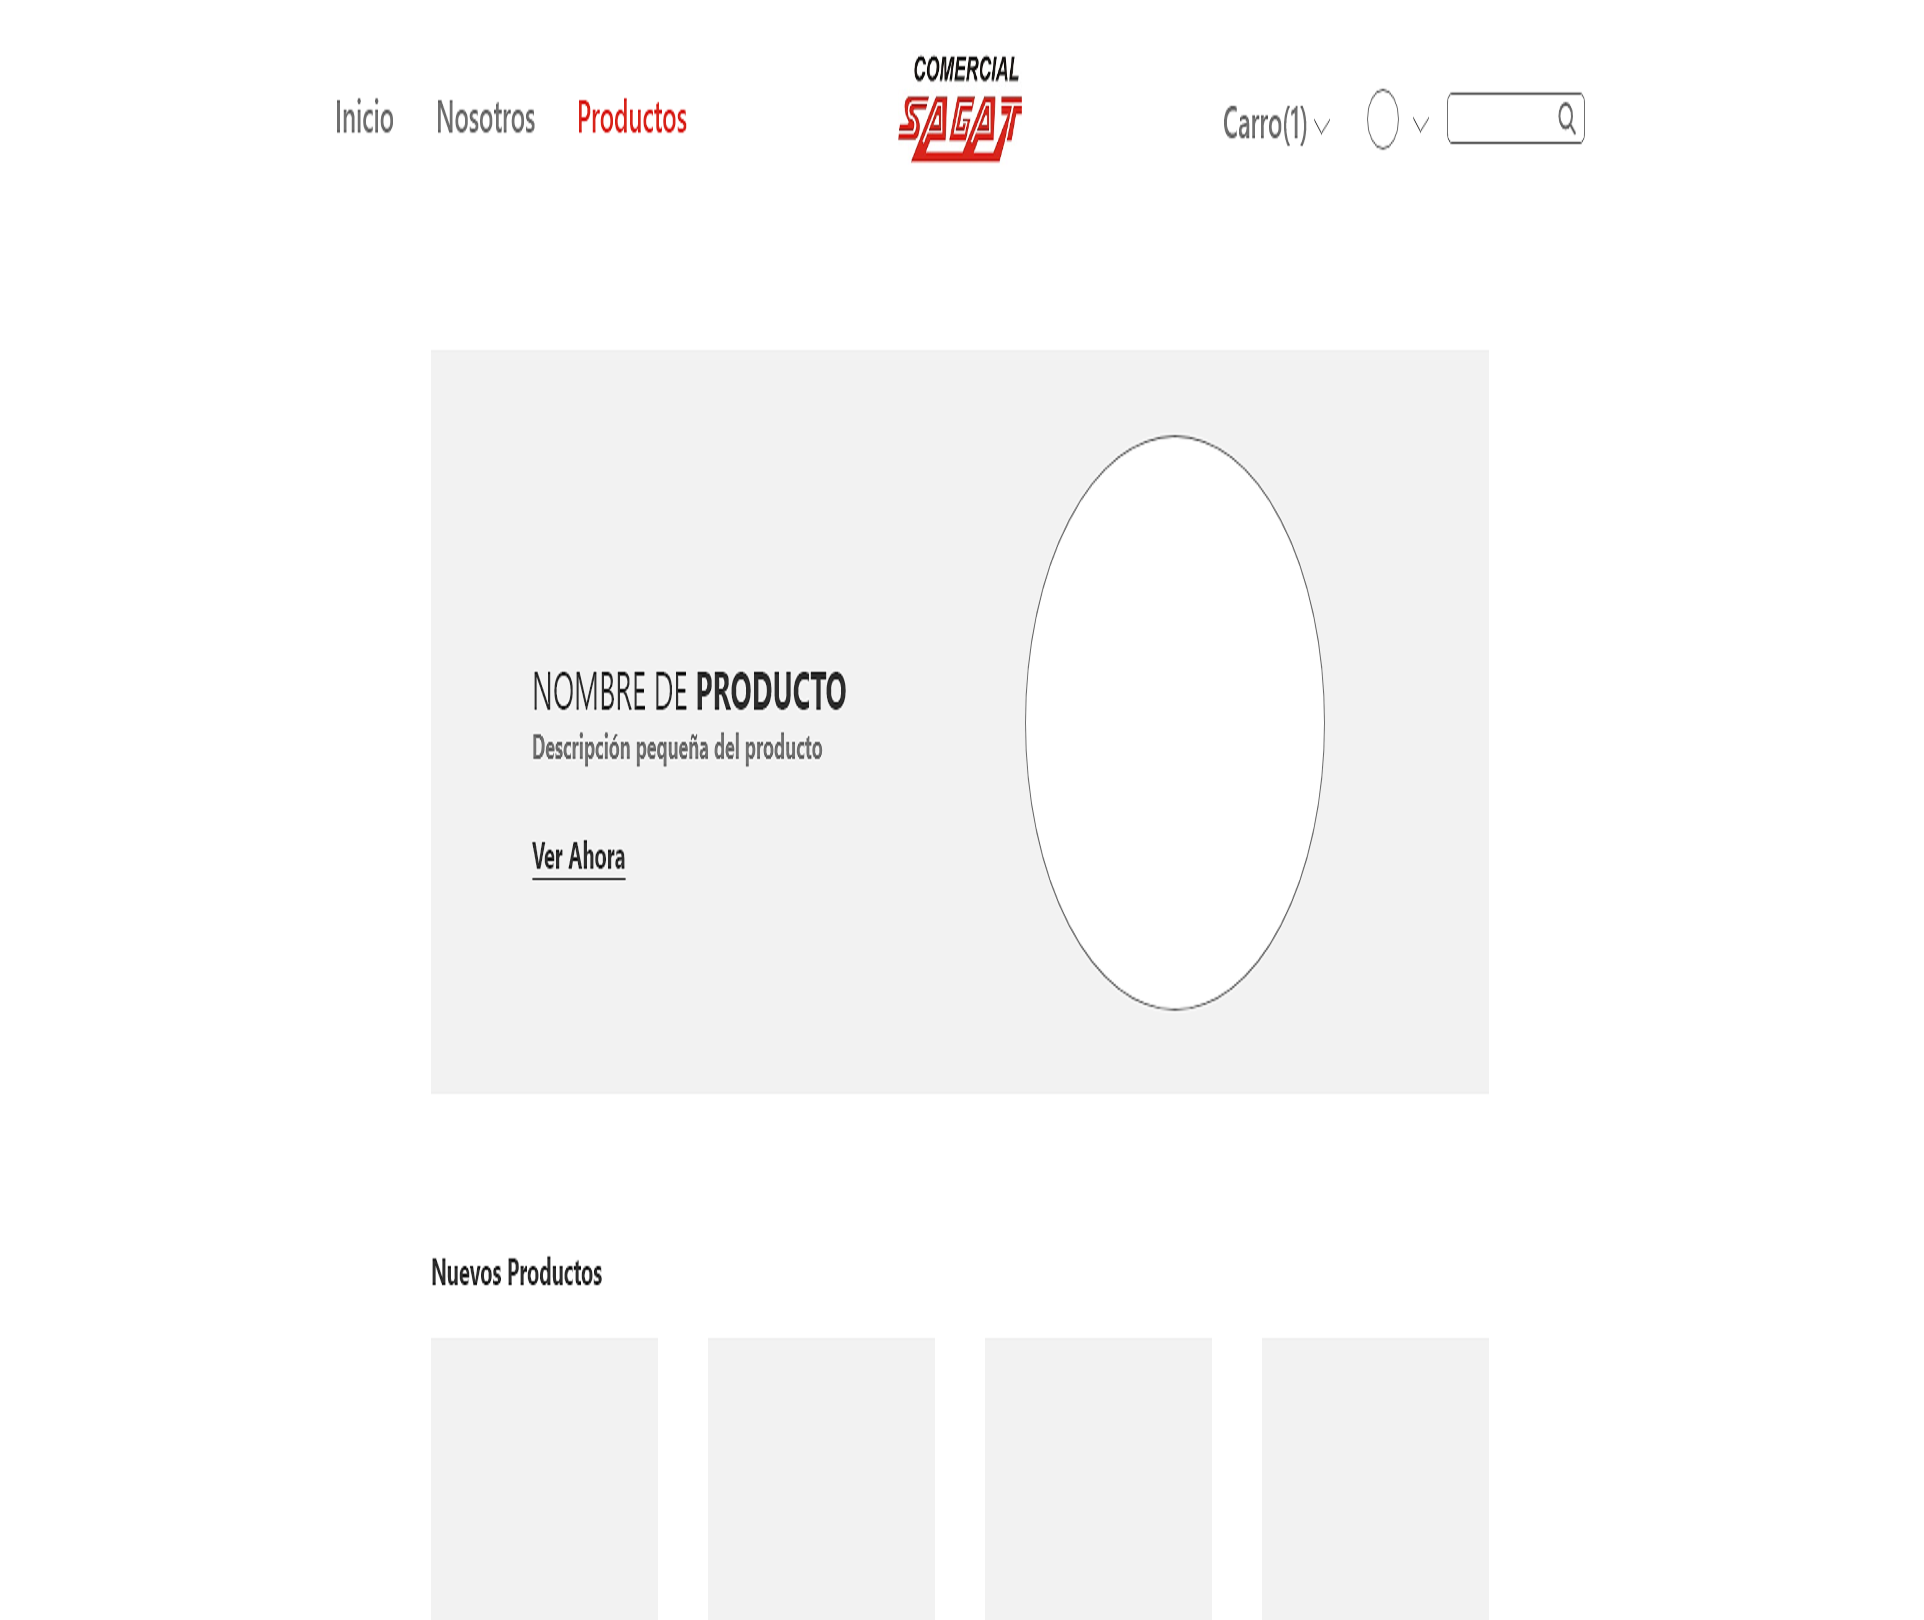 Inicio Nosotros Productos
COMERCIAL
SAGAT
Carro(1)
NOMBRE DE PRODUCTO
Descripción pequeña del producto
Ver Ahora
Nuevos Productos